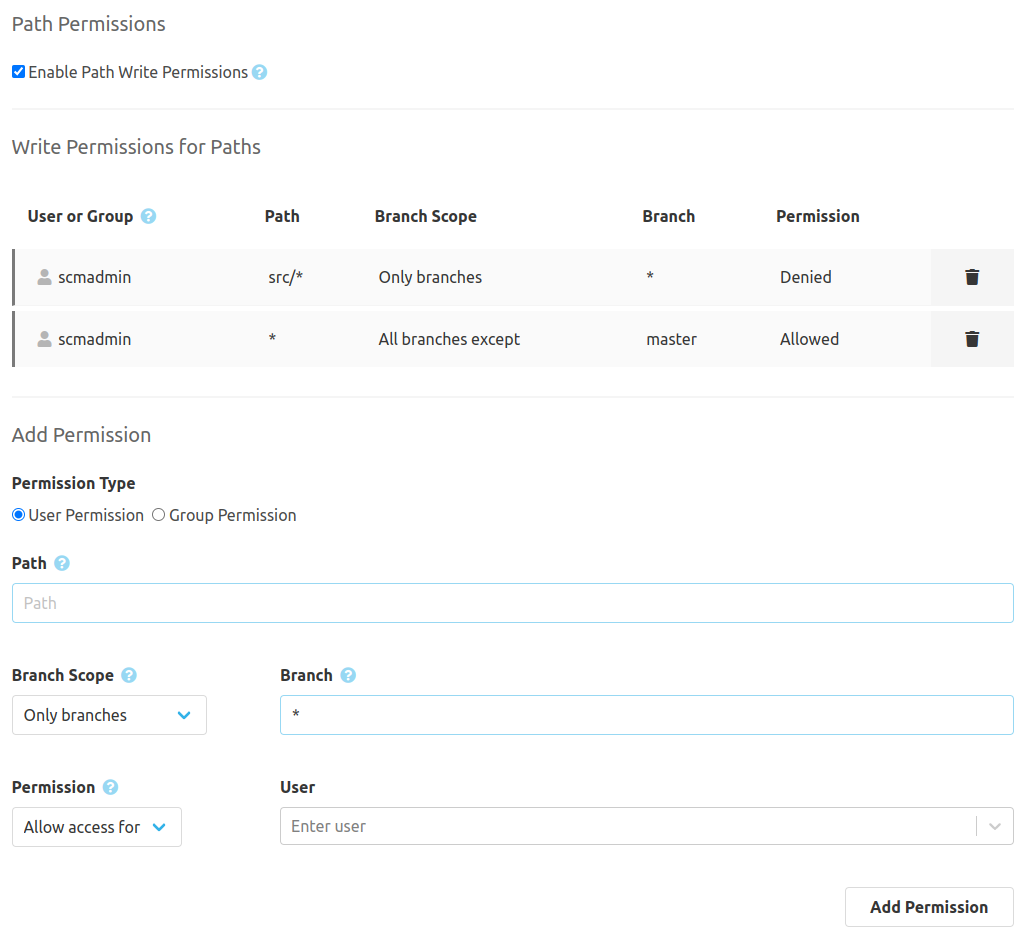 Path Permissions
Enable Path Write Permissions ?
Write Permissions for Paths
User or Group ? Path Branch Scope Branch Permission
scmadmin src/* Only branches * Denied
scmadmin * All branches except master Allowed
Add Permission
Permission Type
User Permission Group Permission
Path ?
Path
Branch Scope ? Branch ?
Only branches *
Permission ? User
Allow access for Enter user
Add Permission